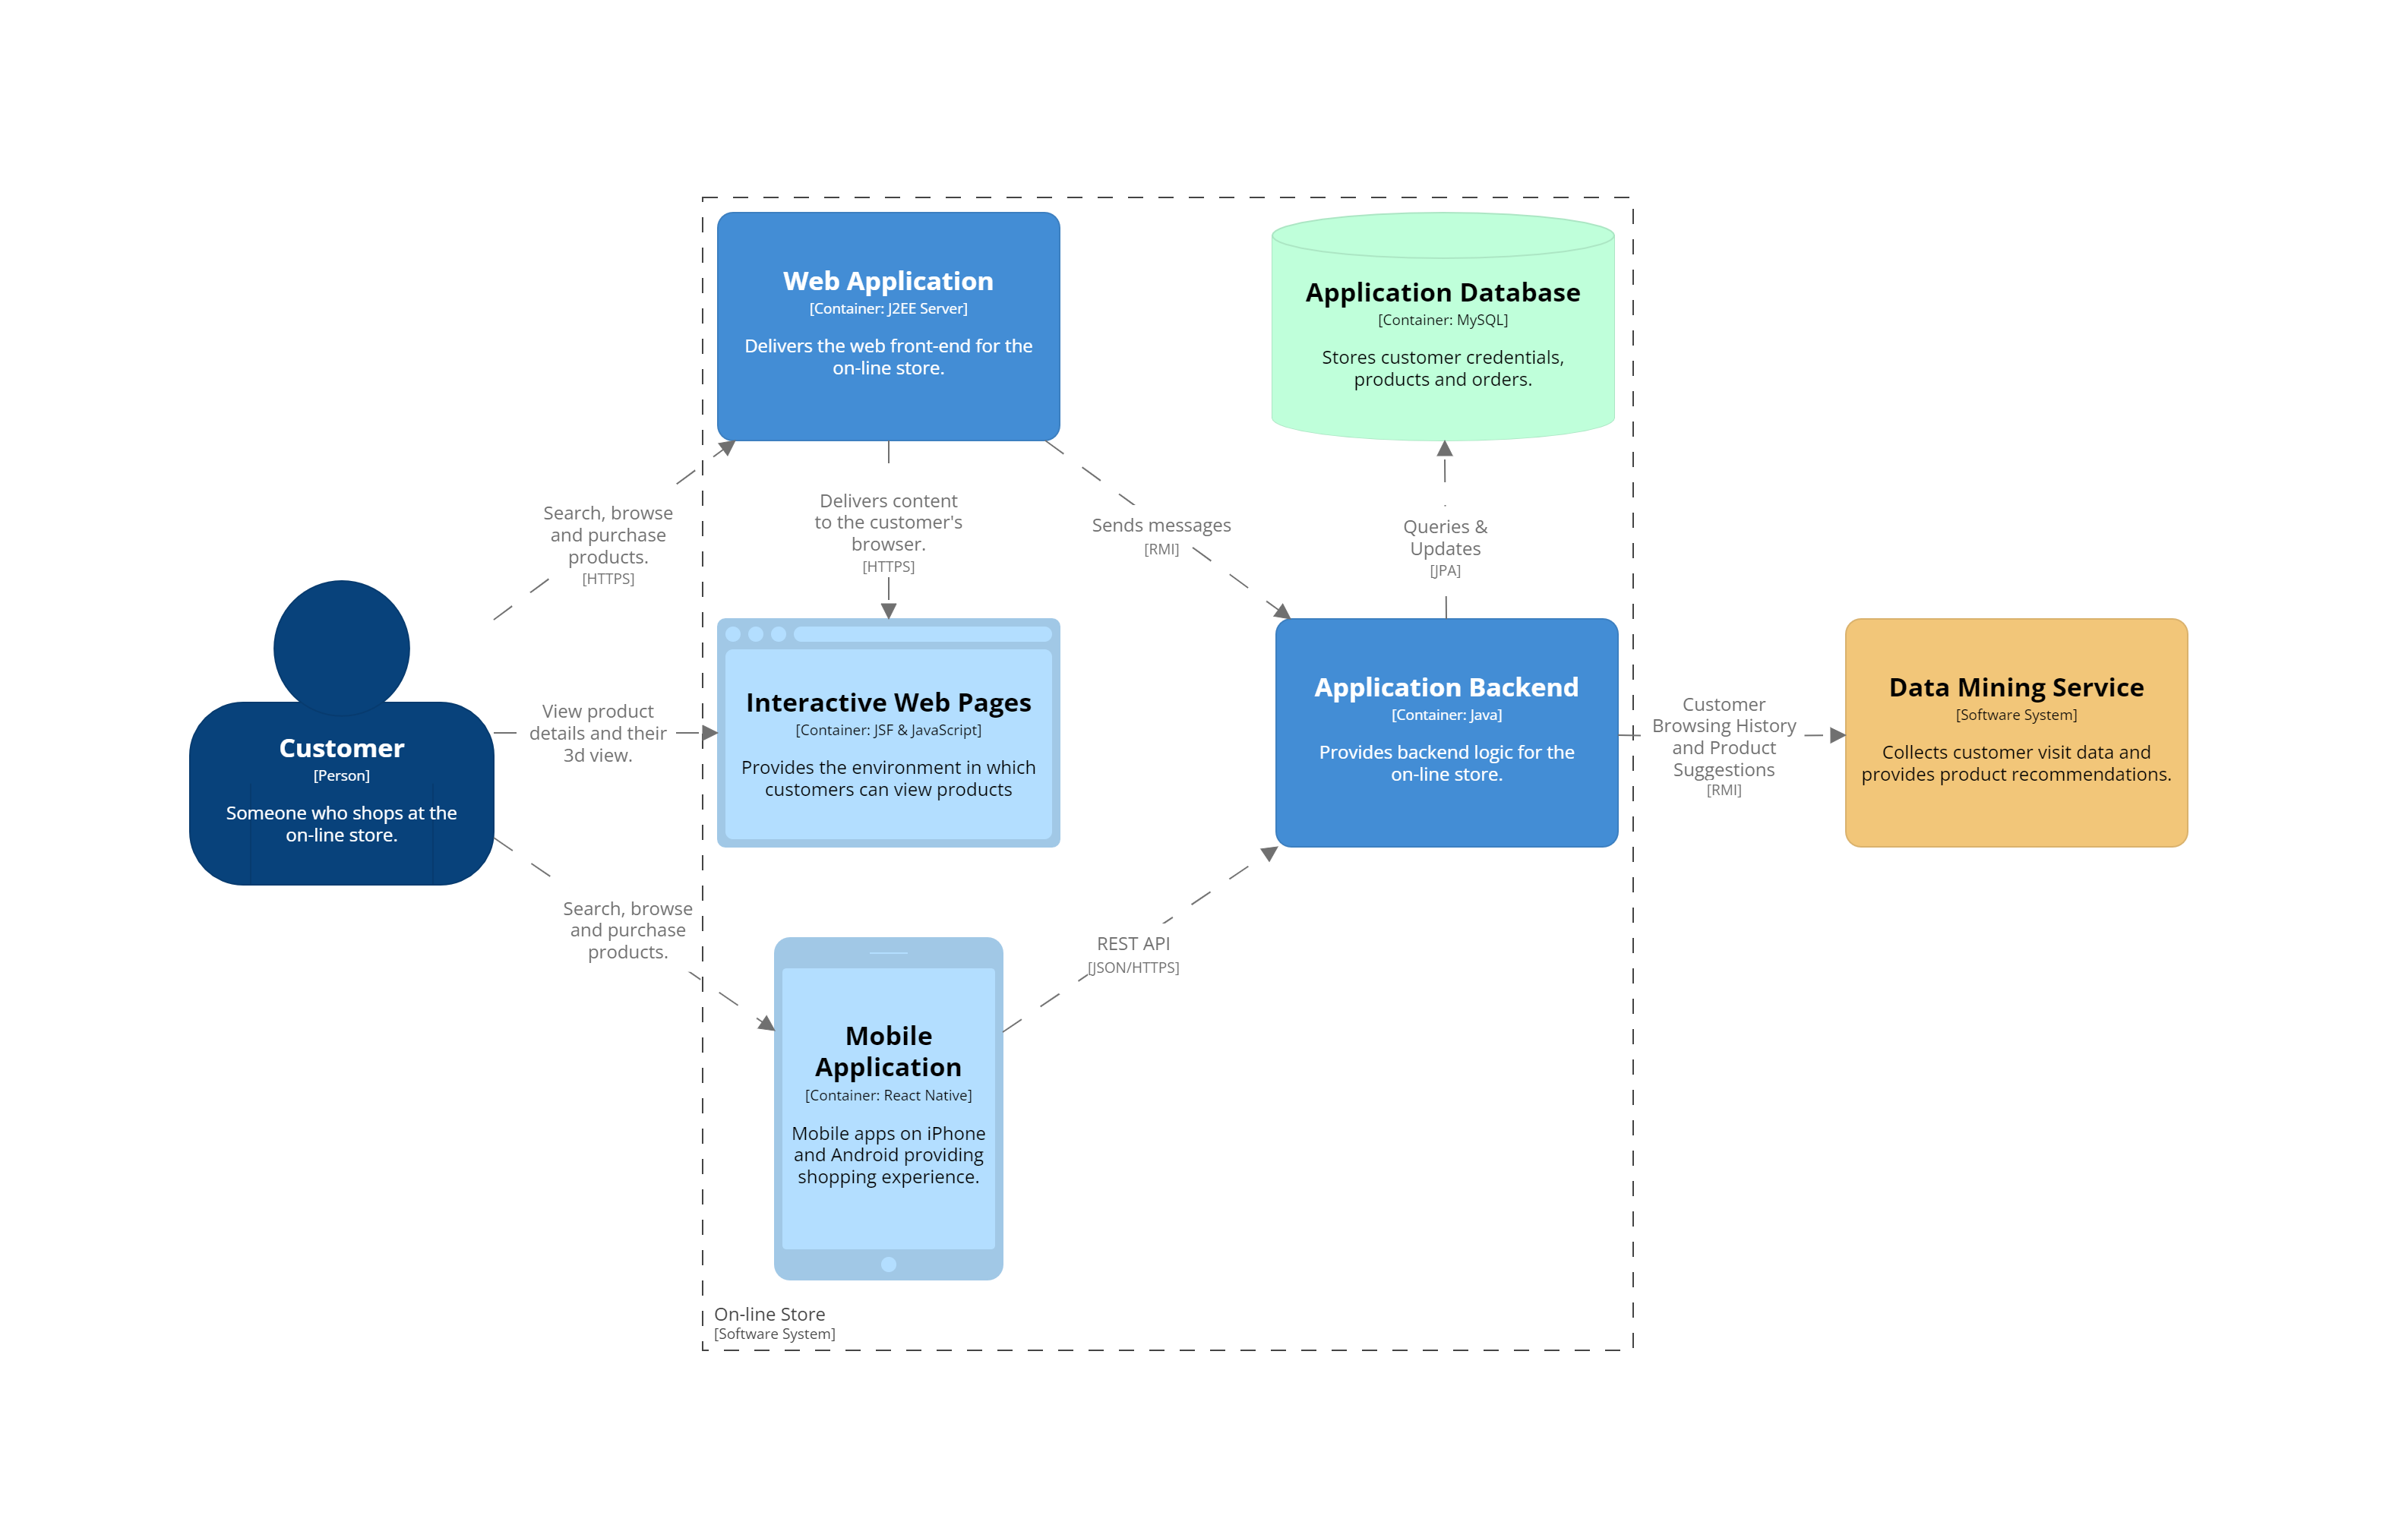 Web Application
[Container: J2EE Server]
Delivers the web front-end for the
on-line store.
Application Database
[Container: MySQL]
Stores customer credentials,
products and orders.
Search, browse
and purchase
products.
[HTTPS]
Delivers content
to the customer's
browser.
[HTTPS]
Sends messages
[RMI]
Queries &
Updates
[JPA]
Customer
[Person]
Someone who shops at the
on-line store.
View product
details and their
3d view.
Interactive Web Pages
[Container: JSF & JavaScript]
Provides the environment in which
customers can view products
Application Backend
[Container: Java]
Provides backend logic for the
on-line store.
Customer
Browsing History
and Product
Suggestions
[RMI]
Data Mining Service
[Software System]
Collects customer visit data and
provides product recommendations.
Search, browse
and purchase
products.
REST API
[JSON/HTTPS]
Mobile
Application
[Container: React Native]
Mobile apps on iPhone
and Android providing
shopping experience.
On-line Store
[Software System]